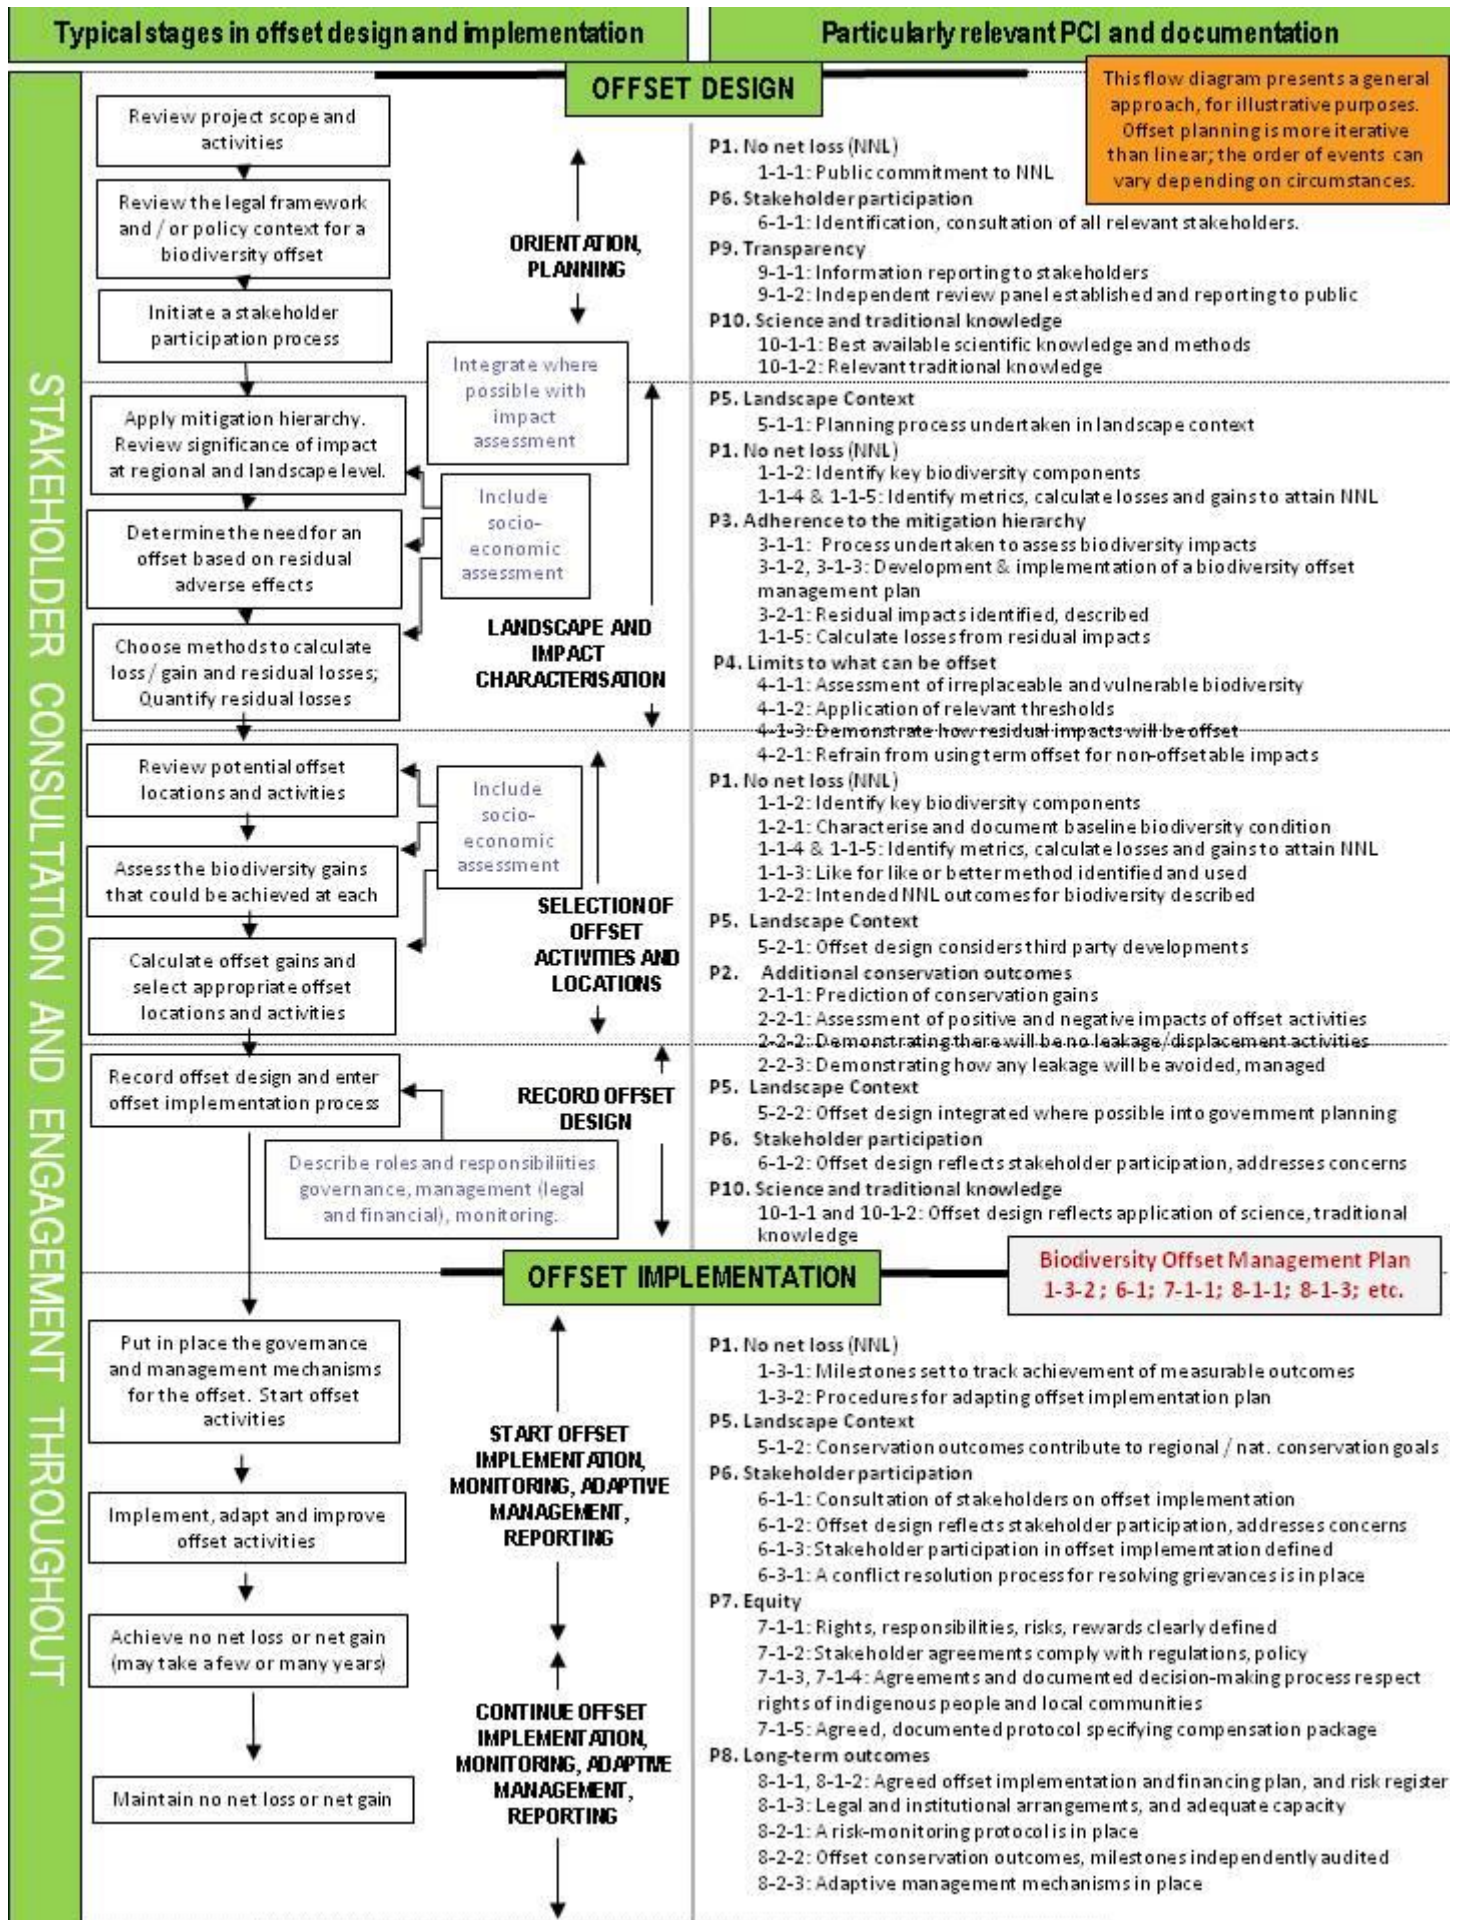 Typical stages in offset design and implementation
Particularly relevant PCI and documentation
OFFSET DESIGN
This flow diagram presents a general
approach, for illustrative purposes.
Offset planning is more iterative
than linear; the order of events can
vary depending on circumstances.
STAKEHOLDER CONSULTATION AND ENGAGEMENT THROUGHOUT
Review project scope and
activities
Review the legal framework
and / or policy context for a
biodiversity offset
Initiate a stakeholder
participation process
ORIENTATION,
PLANNING
Integrate where
possible with
impact
assessment
Apply mitigation hierarchy.
Review significance of impact
at regional and landscape level.
Include
socio-
economic
assessment
Determine the need for an
offset based on residual
adverse effects
Choose methods to calculate
loss / gain and residual losses;
Quantify residual losses
LANDSCAPE AND
IMPACT
CHARACTERISATION
Review potential offset
locations and activities
Include
socio-
economic
assessment
Assess the biodiversity gains
that could be achieved at each
Calculate offset gains and
select appropriate offset
locations and activities
SELECTION OF
OFFSET
ACTIVITIES AND
LOCATIONS
Record offset design and enter
offset implementation process
RECORD OFFSET
DESIGN
Describe roles and responsibiliities
governance, management (legal
and financial), monitoring.
P1. No net loss (NNL)
1-1-1: Public commitment to NNL
P6. Stakeholder participation
6-1-1: Identification, consultation of all relevant stakeholders.
P9. Transparency
9-1-1: Information reporting to stakeholders
9-1-2: Independent review panel established and reporting to public
P10. Science and traditional knowledge
10-1-1: Best available scientific knowledge and methods
10-1-2: Relevant traditional knowledge
P5. Landscape Context
5-1-1: Planning process undertaken in landscape context
P1. No net loss (NNL)
1-1-2: Identify key biodiversity components
1-1-4 & 1-1-5: Identify metrics, calculate losses and gains to attain NNL
P3. Adherence to the mitigation hierarchy
3-1-1: Process undertaken to assess biodiversity impacts
3-1-2, 3-1-3: Development & implementation of a biodiversity offset
management plan
3-2-1: Residual impacts identified, described
1-1-5: Calculate losses from residual impacts
P4. Limits to what can be offset
4-1-1: Assessment of irreplaceable and vulnerable biodiversity
4-1-2: Application of relevant thresholds
4-1-3: Demonstrate how residual impacts will be offset
4-2-1: Refrain from using term offset for non-offsetable impacts
P1. No net loss (NNL)
1-1-2: Identify key biodiversity components
1-2-1: Characterise and document baseline biodiversity condition
1-1-4 & 1-1-5: Identify metrics, calculate losses and gains to attain NNL
1-1-3: Like for like or better method identified and used
1-2-2: Intended NNL outcomes for biodiversity described
P5. Landscape Context
5-2-1: Offset design considers third party developments
P2. Additional conservation outcomes
2-1-1: Prediction of conservation gains
2-2-1: Assessment of positive and negative impacts of offset activities
2-2-2: Demonstrating there will be no leakage/displacement activities
2-2-3: Demonstrating how any leakage will be avoided, managed
P5. Landscape Context
5-2-2: Offset design integrated where possible into government planning
P6. Stakeholder participation
6-1-2: Offset design reflects stakeholder participation, addresses concerns
P10. Science and traditional knowledge
10-1-1 and 10-1-2: Offset design reflects application of science, traditional
knowledge
OFFSET IMPLEMENTATION
Biodiversity Offset Management Plan
1-3-2 ; 6-1; 7-1-1; 8-1-1; 8-1-3; etc.
Put in place the governance
and management mechanisms
for the offset. Start offset
activities
Implement, adapt and improve
offset activities
START OFFSET
IMPLEMENTATION,
MONITORING, ADAPTIVE
MANAGEMENT,
REPORTING
Achieve no net loss or net gain
(may take a few or many years)
Maintain no net loss or net gain
CONTINUE OFFSET
IMPLEMENTATION,
MONITORING, ADAPTIVE
MANAGEMENT,
REPORTING
P1. No net loss (NNL)
1-3-1: Milestones set to track achievement of measurable outcomes
1-3-2: Procedures for adapting offset implementation plan
P5. Landscape Context
5-1-2: Conservation outcomes contribute to regional / nat. conservation goals
P6. Stakeholder participation
6-1-1: Consultation of stakeholders on offset implementation
6-1-2: Offset design reflects stakeholder participation, addresses concerns
6-1-3: Stakeholder participation in offset implementation defined
6-3-1: A conflict resolution process for resolving grievances is in place
P7. Equity
7-1-1: Rights, responsibilities, risks, rewards clearly defined
7-1-2: Stakeholder agreements comply with regulations, policy
7-1-3, 7-1-4: Agreements and documented decision-making process respect
rights of indigenous people and local communities
7-1-5: Agreed, documented protocol specifying compensation package
P8. Long-term outcomes
8-1-1, 8-1-2: Agreed offset implementation and financing plan, and risk register
8-1-3: Legal and institutional arrangements, and adequate capacity
8-2-1: A risk-monitoring protocol is in place
8-2-2: Offset conservation outcomes, milestones independently audited
8-2-3: Adaptive management mechanisms in place